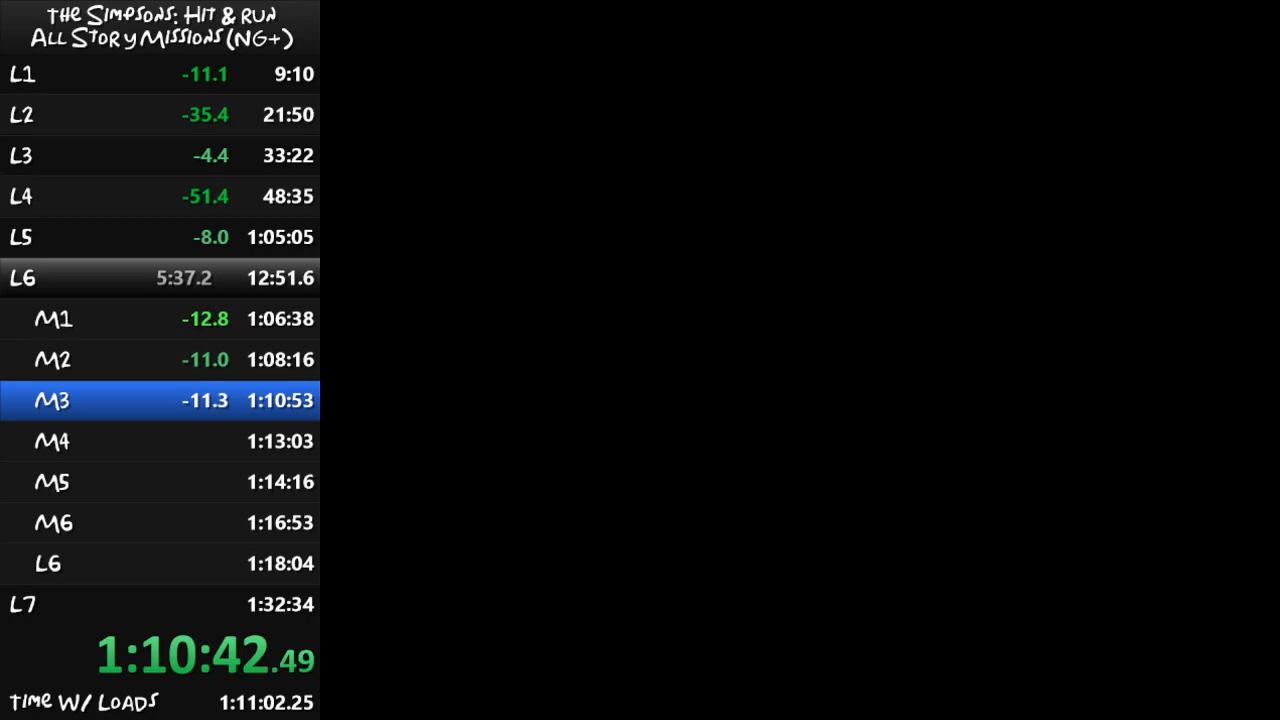 The Simpsons: Hit & Run
All Story Missions (NG+)
L1 -11.1 9:10
L2 -35.4 21:50
L3 -4.4 33:22
L4 -51.4 48:35
L5 -8.0 1:05:05
L6 5:37.2 12:51.6
M1 -12.8 1:06:38
M2 -11.0 1:08:16
M3 -11.3 1:10:53
M4 1:13:03
M5 1:14:16
M6 1:16:53
L6 1:18:04
L7 1:32:34
1:10:42.49
Time W/ Loads 1:11:02.25